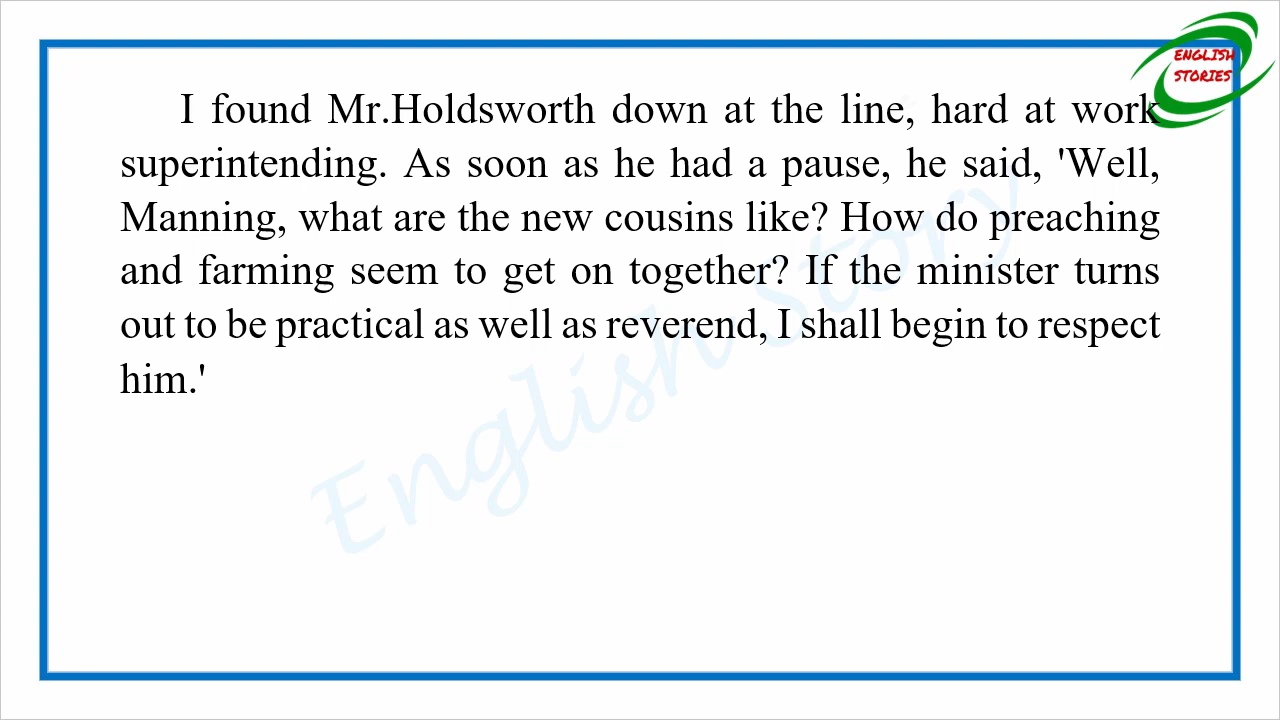 ENGLISH
STORIES
I found Mr.Holdsworth down at the line, hard at work
superintending. As soon as he had a pause, he said, 'Well,
Manning, what are the new cousins like? How do preaching
and farming seem to get on together? If the minister turns
out to be practical as well as reverend, I shall begin to respect
him.'
English Story